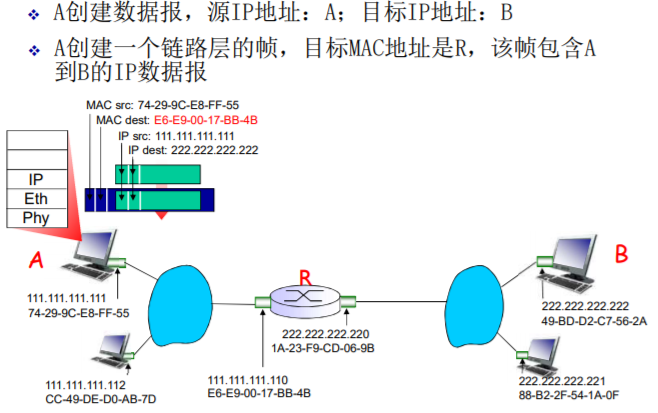 ❖ A创建数据报，源IP地址：A；目标IP地址：B
❖ A创建一个链路层的帧，目标MAC地址是R，该帧包含A
到B的IP数据报
MAC src: 74-29-9C-E8-FF-55
MAC dest: E6-E9-00-17-BB-4B
IP src: 111.111.111.111
IP dest: 222.222.222.222
IP
Eth
Phy
A
R
B
111.111.111.111
74-29-9C-E8-FF-55
222.222.222.222
49-BD-D2-C7-56-2A
222.222.222.220
1A-23-F9-CD-06-9B
111.111.111.112
CC-49-DE-D0-AB-7D
111.111.111.110
E6-E9-00-17-BB-4B
222.222.222.221
88-B2-2F-54-1A-0F